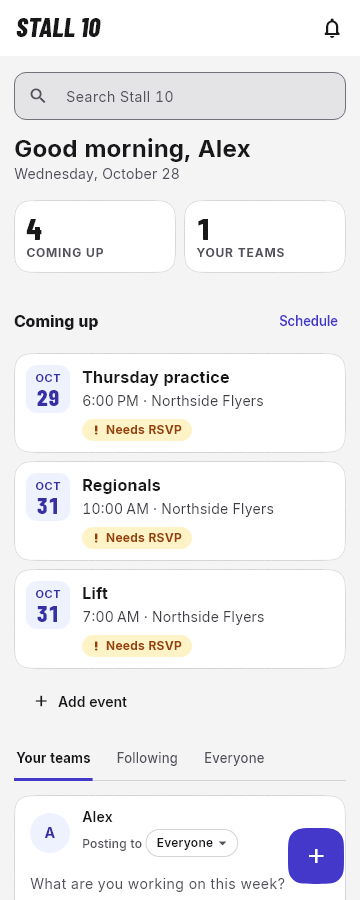 STALL 10
Search Stall 10
Good morning, Alex
Wednesday, October 28
4
COMING UP
1
YOUR TEAMS
Coming up
Schedule
OCT
29
Thursday practice
6:00 PM · Northside Flyers
! Needs RSVP
OCT
31
Regionals
10:00 AM · Northside Flyers
! Needs RSVP
OCT
31
Lift
7:00 AM · Northside Flyers
! Needs RSVP
+ Add event
Your teams
Following
Everyone
A
Alex
Posting to Everyone
What are you working on this week?
+